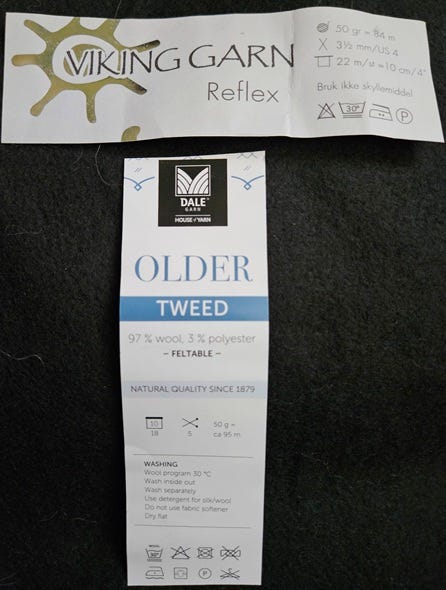 VIKING GARN
Reflex
50 gr = 84 m
3½ mm/US 4
22 m/st =10 cm/4"
Bruk ikke skyllemiddel
30°
P
DALE
GARN
HOUSE of YARN
OLDER
TWEED
97 % wool, 3 % polyester
– FELTABLE –
NATURAL QUALITY SINCE 1879
10
18
5
50 g =
ca 95 m
WASHING
Wool program 30 °C
Wash inside out
Wash separately
Use detergent for silk/wool
Do not use fabric softener
Dry flat
WOOL
30°
P